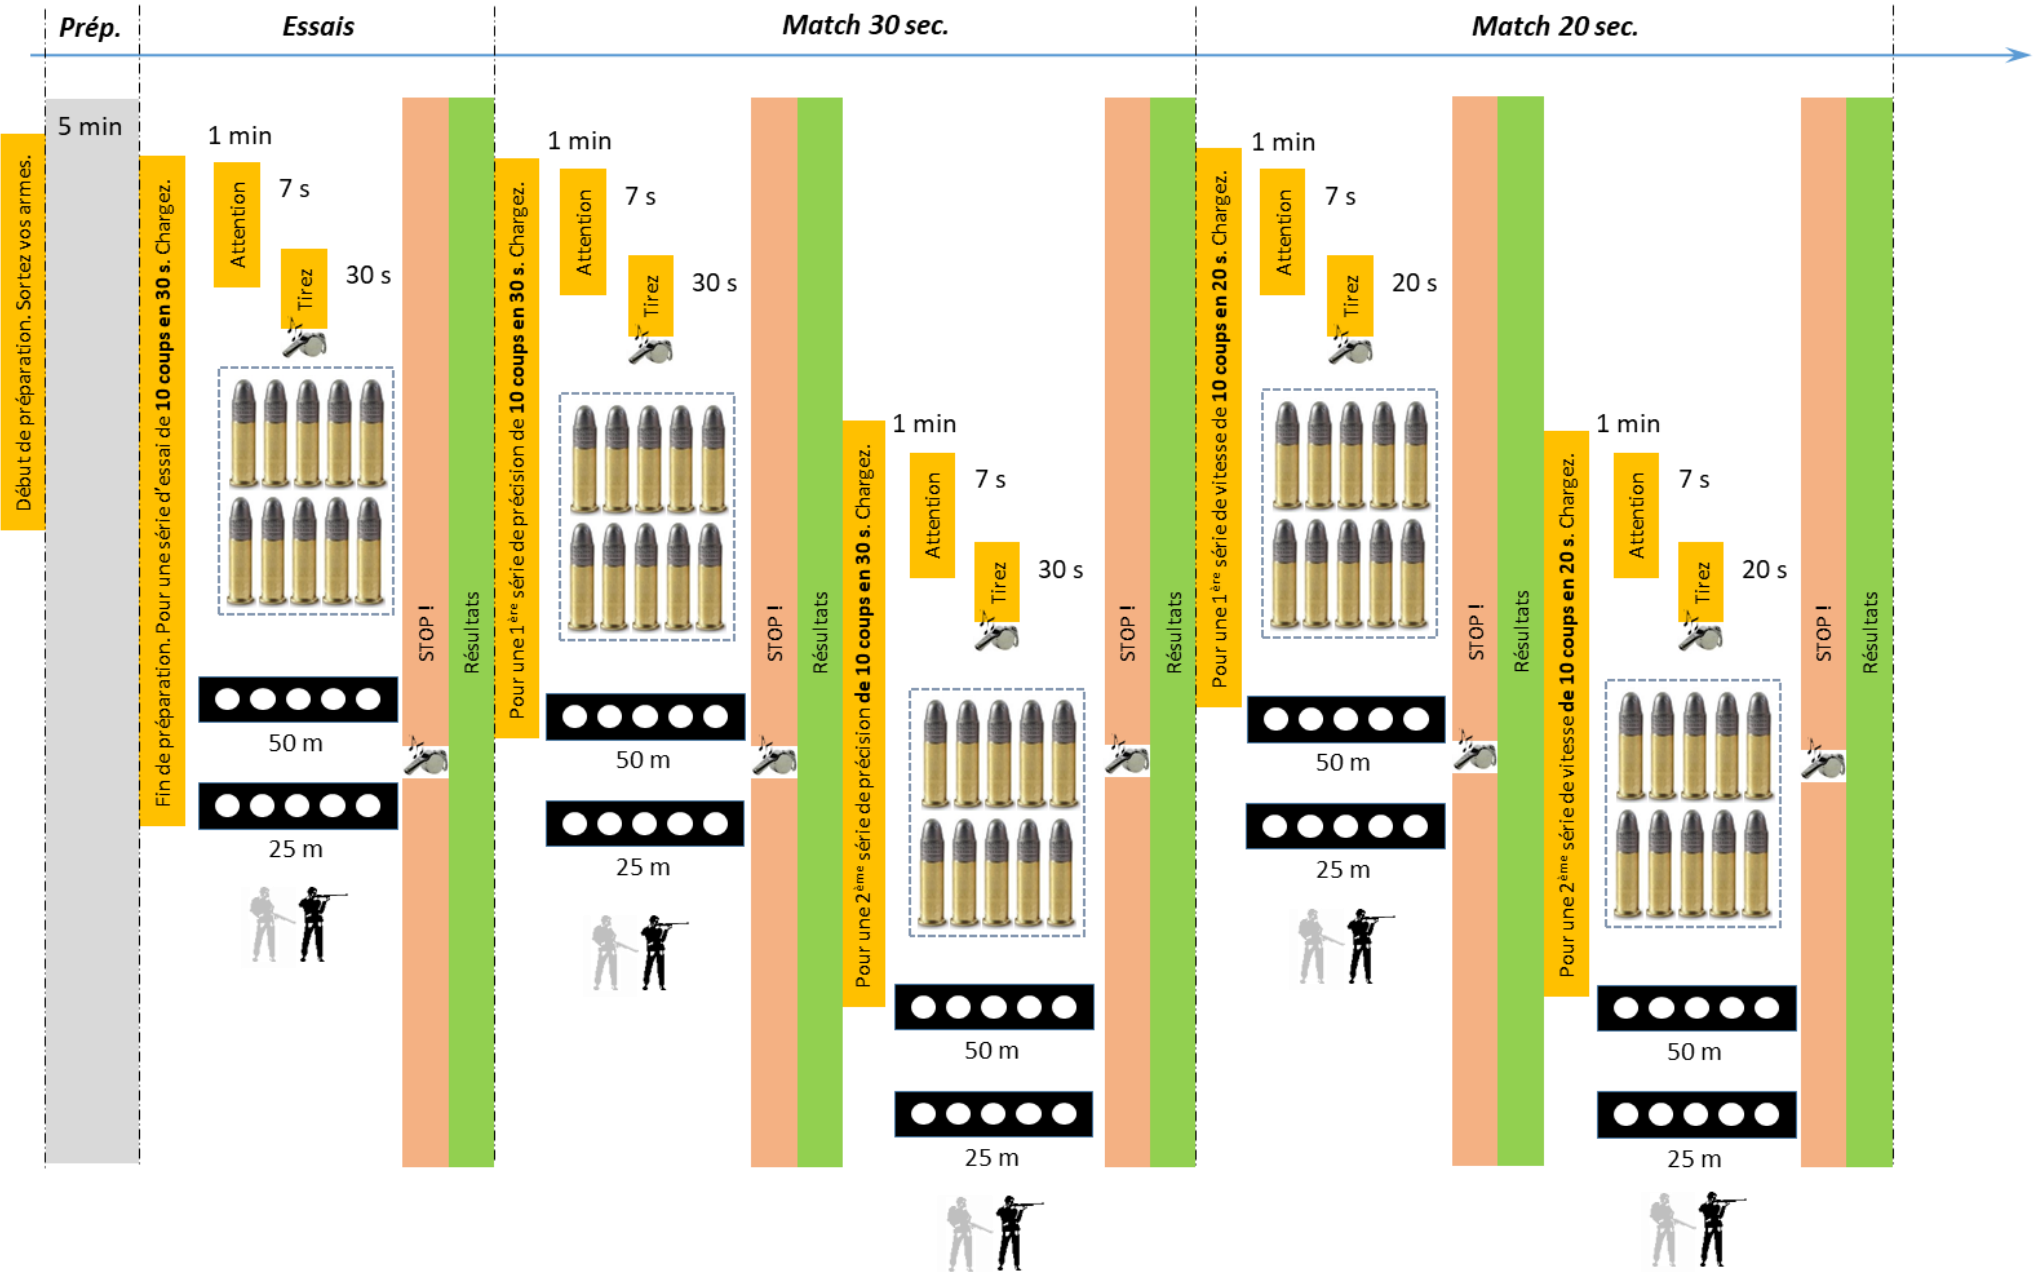 Prép.
Essais
Match 30 sec.
Match 20 sec.
Début de préparation. Sortez vos armes.
5 min
Fin de préparation. Pour une série d'essai de 10 coups en 30 s. Chargez.
1 min
Attention
7 s
Tirez
30 s
50 m
25 m
STOP !
Résultats
Pour une 1ère série de précision de 10 coups en 30 s. Chargez.
1 min
Attention
7 s
Tirez
30 s
50 m
25 m
STOP !
Résultats
Pour une 2ème série de précision de 10 coups en 30 s. Chargez.
1 min
Attention
7 s
Tirez
30 s
50 m
25 m
STOP !
Résultats
Pour une 1ère série de vitesse de 10 coups en 20 s. Chargez.
1 min
Attention
7 s
Tirez
20 s
50 m
25 m
STOP !
Résultats
Pour une 2ème série de vitesse de 10 coups en 20 s. Chargez.
1 min
Attention
7 s
Tirez
20 s
50 m
25 m
STOP !
Résultats